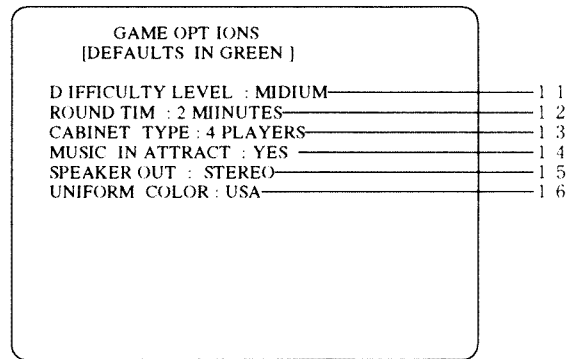 GAME OPT IONS
[DEFAULTS IN GREEN ]
D IFFICULTY LEVEL : MIDIUM 1 1
ROUND TIM : 2 MIINUTES 1 2
CABINET TYPE : 4 PLAYERS 1 3
MUSIC IN ATTRACT : YES 1 4
SPEAKER OUT : STEREO 1 5
UNIFORM COLOR : USA 1 6